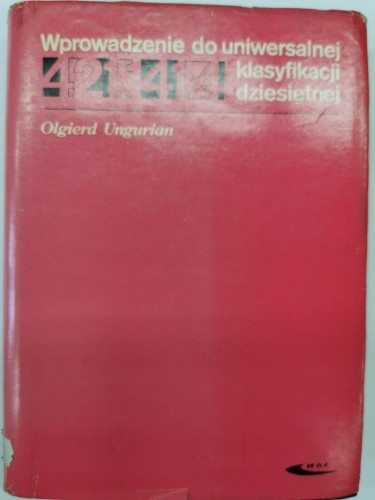 Wprowadzenie do uniwersalnej
klasyfikacji
dziesiętnej
Olgierd Ungurian